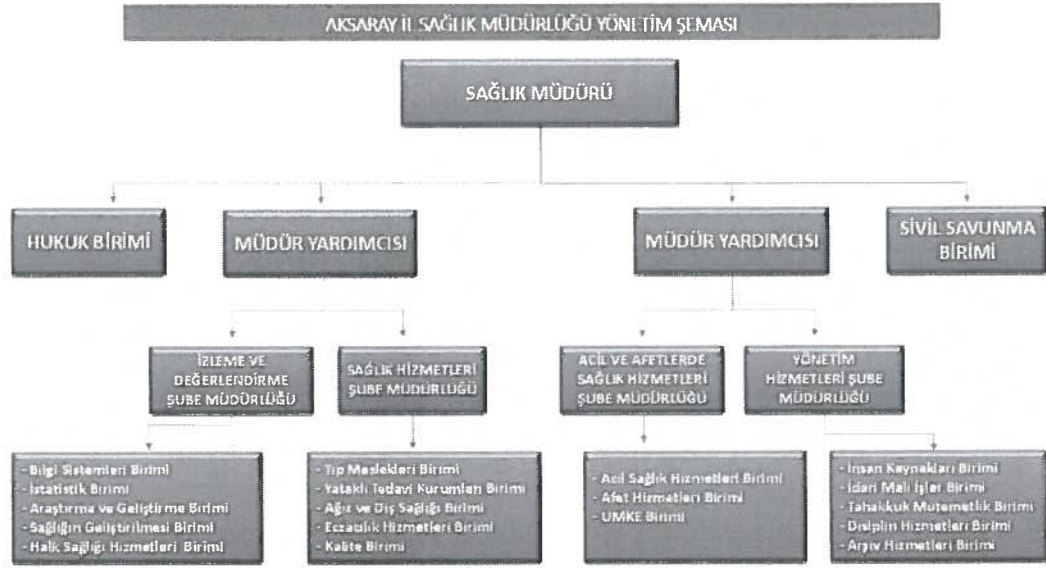 AKSARAY İL SAĞLIK MÜDÜRLÜĞÜ YÖNETİM ŞEMASI
SAĞLIK MÜDÜRÜ
HUKUK BİRİMİ
MÜDÜR YARDIMCISI
MÜDÜR YARDIMCISI
SİVİL SAVUNMA
BİRİMİ
İZLEME VE
DEĞERLENDİRME
ŞUBE MÜDÜRLÜĞÜ
SAĞLIK HİZMETLERİ
ŞUBE MÜDÜRLÜĞÜ
ACİL VE AFETLERDE
SAĞLIK HİZMETLERİ
ŞUBE MÜDÜRLÜĞÜ
YÖNETİM
HİZMETLERİ ŞUBE
MÜDÜRLÜĞÜ
- Bilgi Sistemleri Birimi
- İstatistik Birimi
- Araştırma ve Geliştirme Birimi
- Sağlığın Geliştirilmesi Birimi
- Halk Sağlığı Hizmetleri Birimi
- Tıp Meslekleri Birimi
- Yataklı Tedavi Kurumları Birimi
- Ağız ve Diş Sağlığı Birimi
- Eczacılık Hizmetleri Birimi
- Kalite Birimi
- Acil Sağlık Hizmetleri Birimi
- Afet Hizmetleri Birimi
- UMKE Birimi
- İnsan Kaynakları Birimi
- İdari Mali İşler Birimi
- Tahakkuk Mutemetlik Birimi
- Disiplin Hizmetleri Birimi
- Arşiv Hizmetleri Birimi